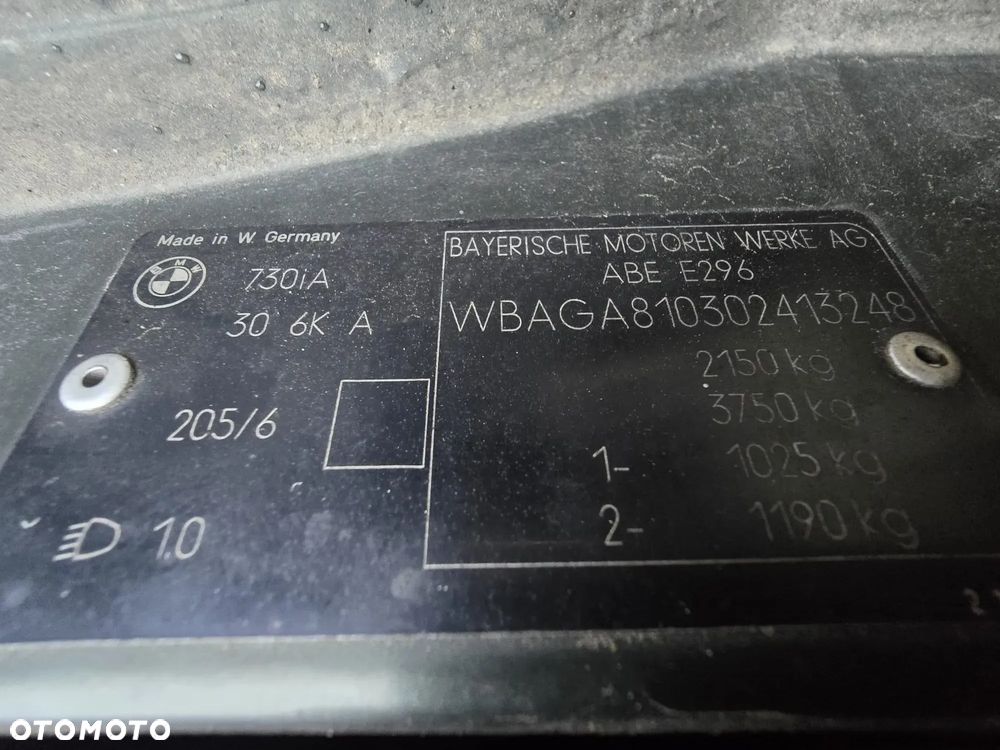 Made in W. Germany
BMW
730iA
30 6K A
205/6
1.0
BAYERISCHE MOTOREN WERKE AG
ABE E296
WBAGA810302413248
2150 kg
3750 kg
1- 1025 kg
2- 1190 kg
OTOMOTO